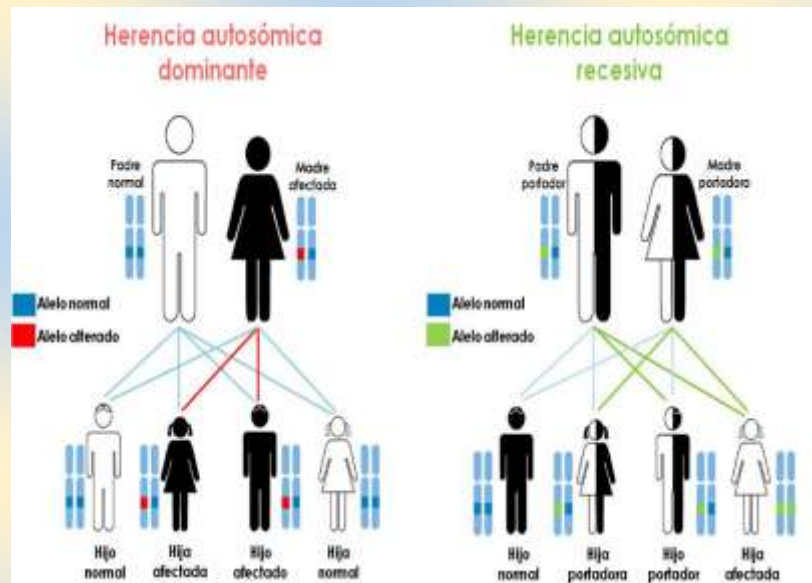 Herencia autosómica
dominante
Padre
normal
Madre
afectada
Alelo normal
Alelo alterado
Hijo
normal
Hija
afectada
Hijo
afectado
Hija
normal
Herencia autosómica
recesiva
Padre
portador
Madre
portadora
Alelo normal
Alelo alterado
Hijo
normal
Hija
portadora
Hijo
portador
Hija
afectada